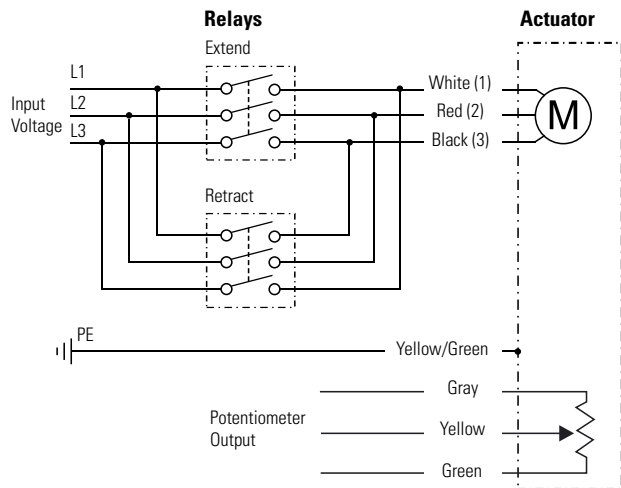 Relays
Actuator
Extend
L1
White (1)
Input
Voltage
L2
Red (2)
M
L3
Black (3)
Retract
PE
Yellow/Green
Gray
Potentiometer
Output
Yellow
Green